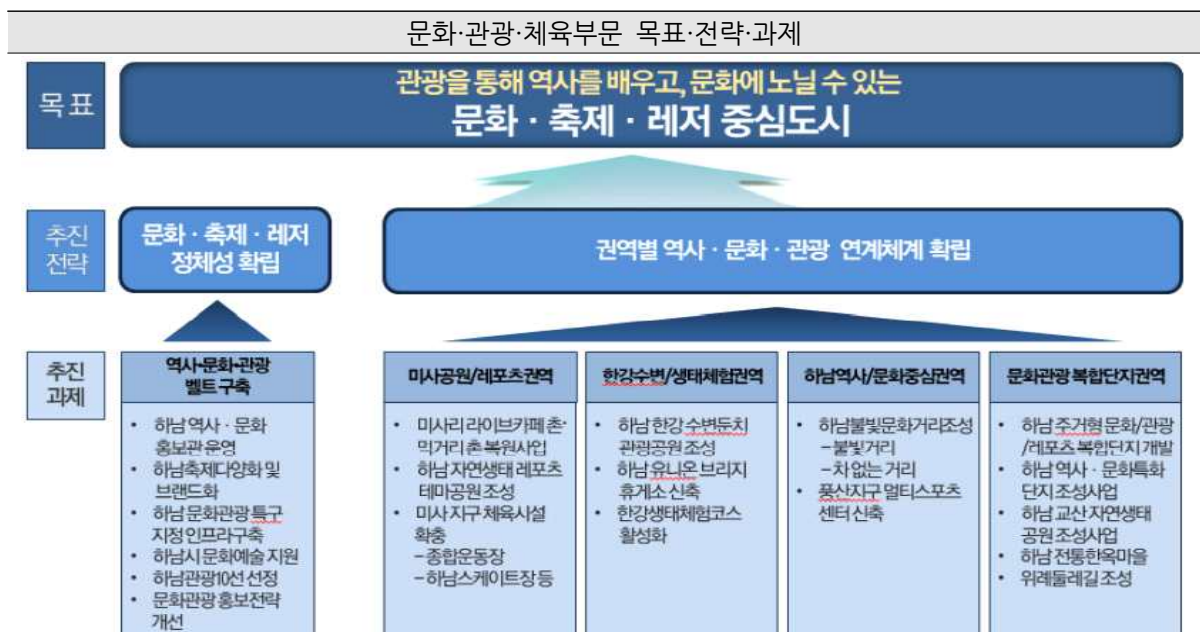 문화·관광·체육부문 목표·전략·과제
목표
관광을 통해 역사를 배우고, 문화에 노닐 수 있는
문화 · 축제 · 레저 중심도시
추진
전략
문화 · 축제 · 레저
정체성 확립
권역별 역사 · 문화 · 관광 연계체계 확립
추진
과제
역사•문화•관광
벨트 구축
• 하남 역사 · 문화
홍보관 운영
• 하남축제다양화 및
브랜드화
• 하남 문화관광 특구
지정 인프라구축
• 하남시 문화예술 지원
• 하남관광10선 선정
• 문화관광 홍보전략
개선
미사공원/레포츠권역
• 미사리 라이브카페 촌·
먹거리 촌 복원사업
• 하남 자연생태 레포츠
테마공원 조성
• 미사 지구 체육시설
확충
–종합운동장
–하남스케이트장 등
한강수변/생태체험권역
• 하남 한강 수변둔치
관광공원 조성
• 하남 유니온 브리지
휴게소 신축
• 한강생태체험코스
활성화
하남역사/문화중심권역
• 하남불빛문화거리조성
–불빛거리
–차 없는 거리
• 풍산지구 멀티스포츠
센터 신축
문화관광 복합단지권역
• 하남 주거형 문화/관광
/레포츠 복합단지 개발
• 하남 역사 · 문화특화
단지 조성사업
• 하남 교산 자연생태
공원 조성사업
• 하남 전통한옥마을
• 위례둘레길 조성